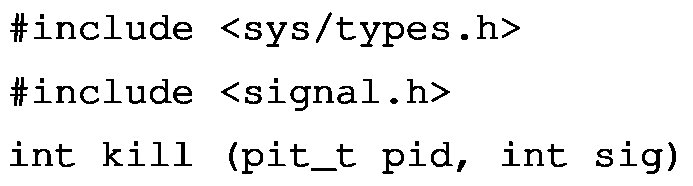 #include <sys/types.h>
#include <signal.h>
int kill (pit_t pid, int sig)